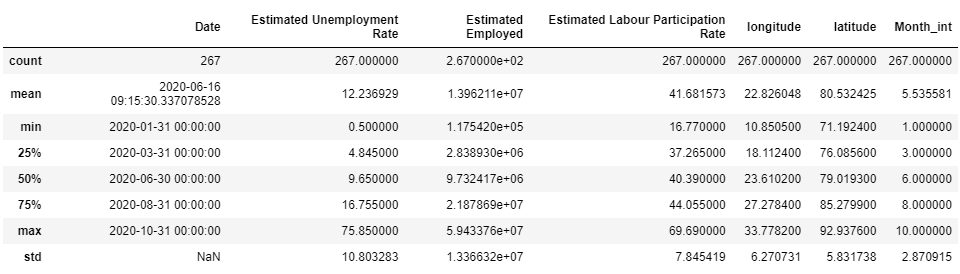 Date Estimated Unemployment Rate Estimated Employed Estimated Labour Participation Rate longitude latitude Month_int
count 267 267.000000 2.670000e+02 267.000000 267.000000 267.000000 267.000000
mean 2020-06-16 09:15:30.337078528 12.236929 1.396211e+07 41.681573 22.826048 80.532425 5.535581
min 2020-01-31 00:00:00 0.500000 1.175420e+05 16.770000 10.850500 71.192400 1.000000
25% 2020-03-31 00:00:00 4.845000 2.838930e+06 37.265000 18.112400 76.085600 3.000000
50% 2020-06-30 00:00:00 9.650000 9.732417e+06 40.390000 23.610200 79.019300 6.000000
75% 2020-08-31 00:00:00 16.755000 2.187869e+07 44.055000 27.278400 85.279900 8.000000
max 2020-10-31 00:00:00 75.850000 5.943376e+07 69.690000 33.778200 92.937600 10.000000
std NaN 10.803283 1.336632e+07 7.845419 6.270731 5.831738 2.870915